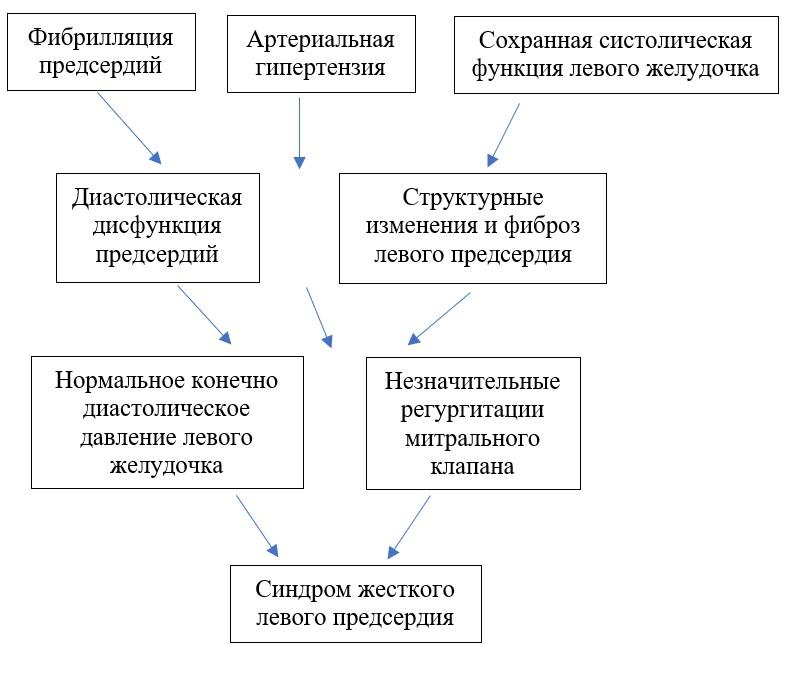 Фибрилляция
предсердий
Артериальная
гипертензия
Сохранная систолическая
функция левого желудочка
Диастолическая
дисфункция
предсердий
Структурные
изменения и фиброз
левого предсердия
Нормальное конечно
диастолическое
давление левого
желудочка
Незначительные
регургитации
митрального
клапана
Синдром жесткого
левого предсердия